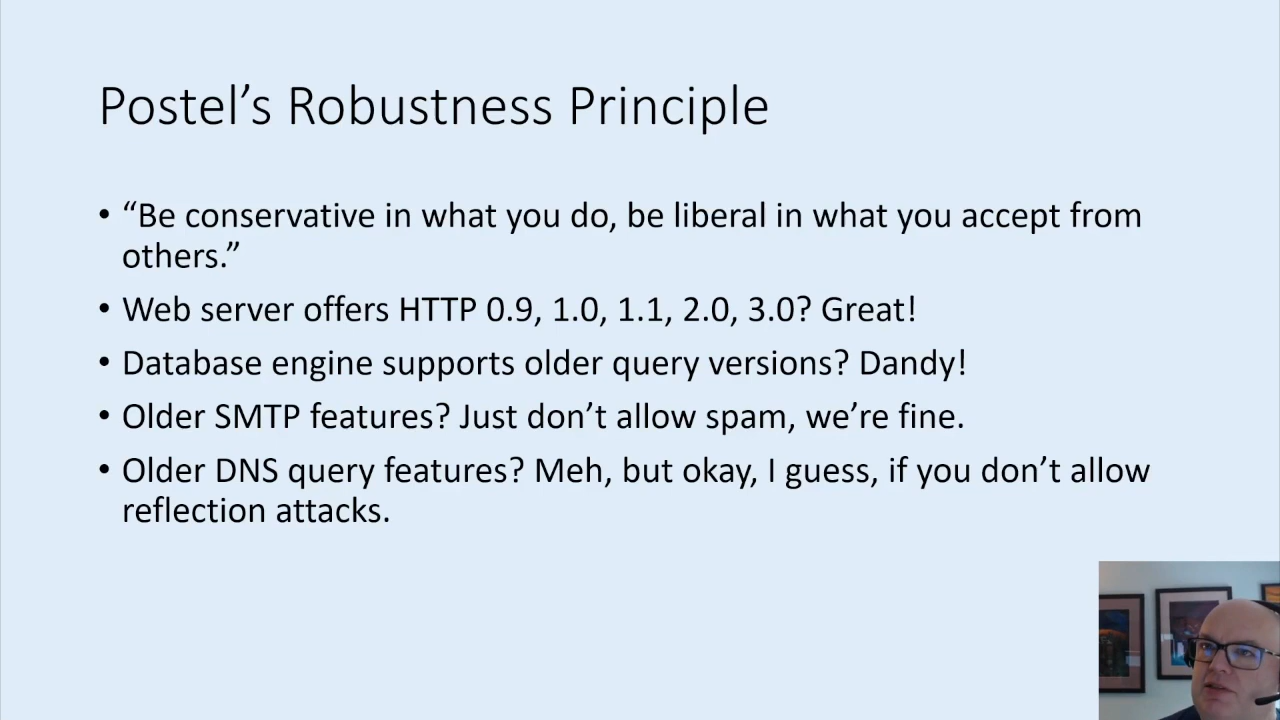 Postel’s Robustness Principle
• “Be conservative in what you do, be liberal in what you accept from
others.”
• Web server offers HTTP 0.9, 1.0, 1.1, 2.0, 3.0? Great!
• Database engine supports older query versions? Dandy!
• Older SMTP features? Just don’t allow spam, we’re fine.
• Older DNS query features? Meh, but okay, I guess, if you don’t allow
reflection attacks.